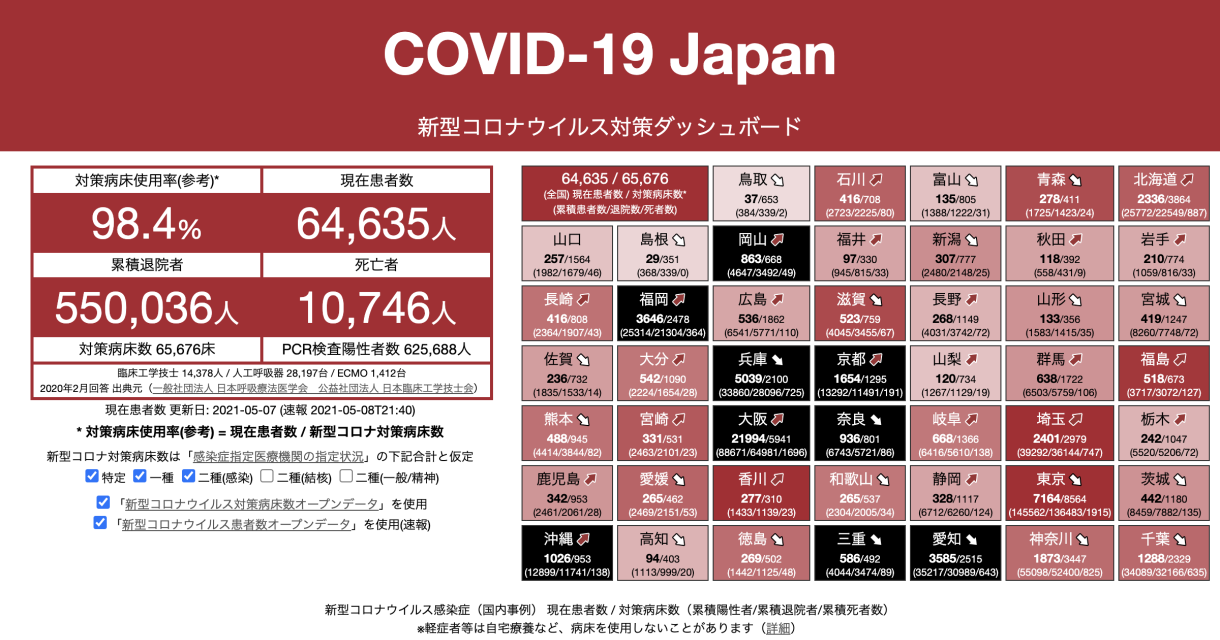 COVID-19 Japan
新型コロナウイルス対策ダッシュボード
対策病床使用率(参考)*
現在患者数
98.4%
64,635人
累積退院者
死亡者
550,036人
10,746人
対策病床数 65,676床
PCR検査陽性者数 625,688人
臨床工学技士 14,378人 / 人工呼吸器 28,197台 / ECMO 1,412台
2020年2月回答 出典元（一般社団法人 日本呼吸療法医学会　公益社団法人 日本臨床工学技士会）
現在患者数 更新日: 2021-05-07 (速報 2021-05-08T21:40)
* 対策病床使用率(参考) = 現在患者数 / 新型コロナ対策病床数
新型コロナ対策病床数は「感染症指定医療機関の指定状況」の下記合計と仮定
特定 一種 二種(感染) 二種(結核) 二種(一般/精神)
「新型コロナウイルス対策病床数オープンデータ」を使用
「新型コロナウイルス患者数オープンデータ」を使用(速報)
64,635 / 65,676
(全国) 現在患者数 / 対策病床数*
(累積患者数/退院数/死者数)
鳥取
37/653
(384/339/2)
石川
416/708
(2723/2225/80)
富山
135/805
(1388/1222/31)
青森
278/411
(1725/1423/24)
北海道
2336/3864
(25772/22549/887)
山口
257/1564
(1982/1679/46)
島根
29/351
(368/339/0)
岡山
863/668
(4647/3492/49)
福井
97/330
(945/815/33)
新潟
307/777
(2480/2148/25)
秋田
118/392
(558/431/9)
岩手
210/774
(1059/816/33)
長崎
416/808
(2364/1907/43)
福岡
3646/2478
(25314/21304/364)
広島
536/1862
(6541/5771/110)
滋賀
523/759
(4045/3455/67)
長野
268/1149
(4031/3742/72)
山形
133/356
(1583/1415/35)
宮城
419/1247
(8260/7748/72)
佐賀
236/732
(1835/1533/14)
大分
542/1090
(2224/1654/28)
兵庫
5039/2100
(33860/28096/725)
京都
1654/1295
(13292/11491/191)
山梨
120/734
(1267/1129/19)
群馬
638/1722
(6503/5759/106)
福島
518/673
(3717/3072/127)
熊本
488/945
(4414/3844/82)
宮崎
331/531
(2463/2101/23)
大阪
21994/5941
(88671/64981/1696)
奈良
936/801
(6743/5721/86)
岐阜
668/1366
(6416/5610/138)
埼玉
2401/2979
(39292/36144/747)
栃木
242/1047
(5520/5206/72)
鹿児島
342/953
(2461/2061/28)
愛媛
265/462
(2469/2151/53)
香川
277/310
(1433/1139/23)
和歌山
265/537
(2304/2005/34)
静岡
328/1117
(6712/6260/124)
東京
7164/8564
(145562/136483/1915)
茨城
442/1180
(8459/7882/135)
沖縄
1026/953
(12899/11741/138)
高知
94/403
(1113/999/20)
徳島
269/502
(1442/1125/48)
三重
586/492
(4044/3474/89)
愛知
3585/2515
(35217/30989/643)
神奈川
1873/3447
(55098/52400/825)
千葉
1288/2329
(34089/32166/635)
新型コロナウイルス感染症（国内事例） 現在患者数 / 対策病床数（累積陽性者/累積退院者/累積死者数）
※軽症者等は自宅療養など、病床を使用しないことがあります（詳細）